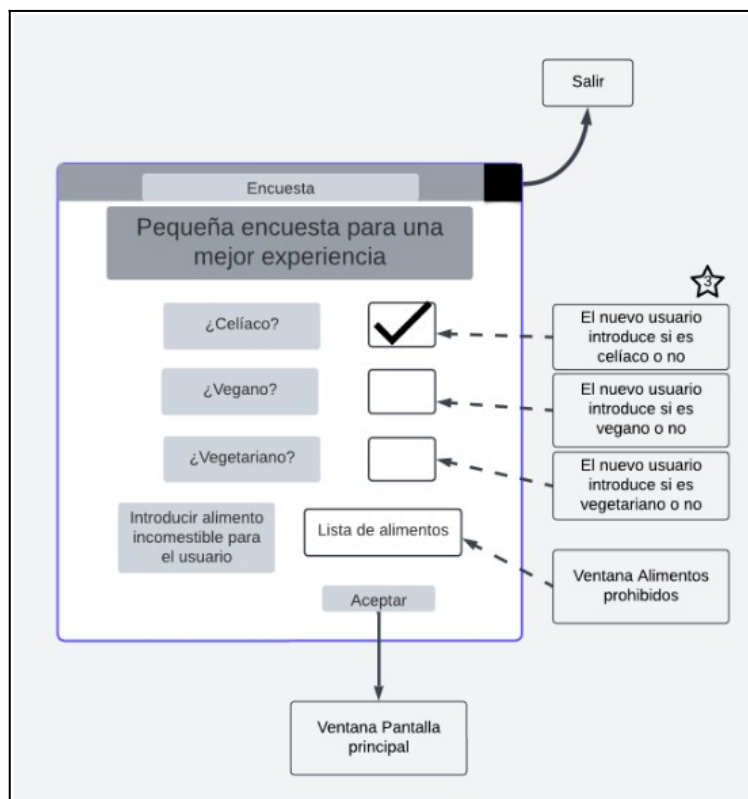 Salir
Encuesta
Pequeña encuesta para una
mejor experiencia
3
¿Celíaco?
El nuevo usuario
introduce si es
celíaco o no
¿Vegano?
El nuevo usuario
introduce si es
vegano o no
¿Vegetariano?
El nuevo usuario
introduce si es
vegetariano o no
Introducir alimento
incomestible para
el usuario
Lista de alimentos
Ventana Alimentos
prohibidos
Aceptar
Ventana Pantalla
principal